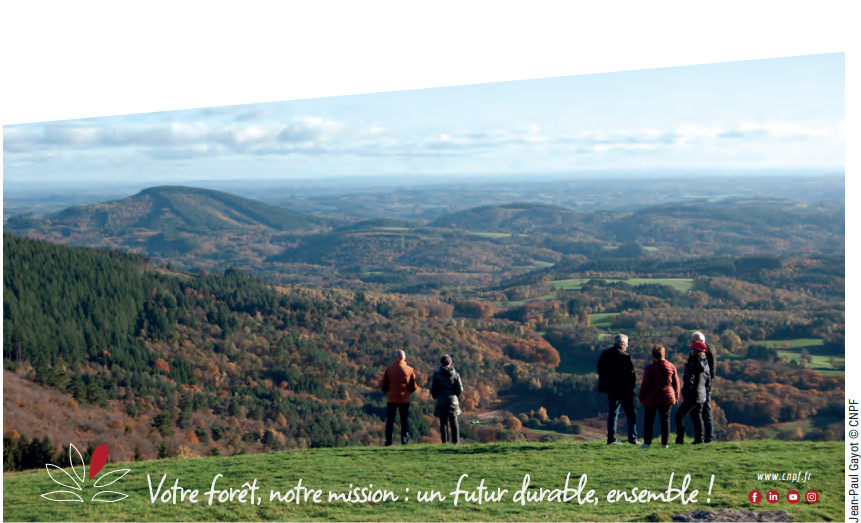 www.cnpf.fr
Votre forêt, notre mission : un futur durable, ensemble !
Jean-Paul Gayot © CNPF